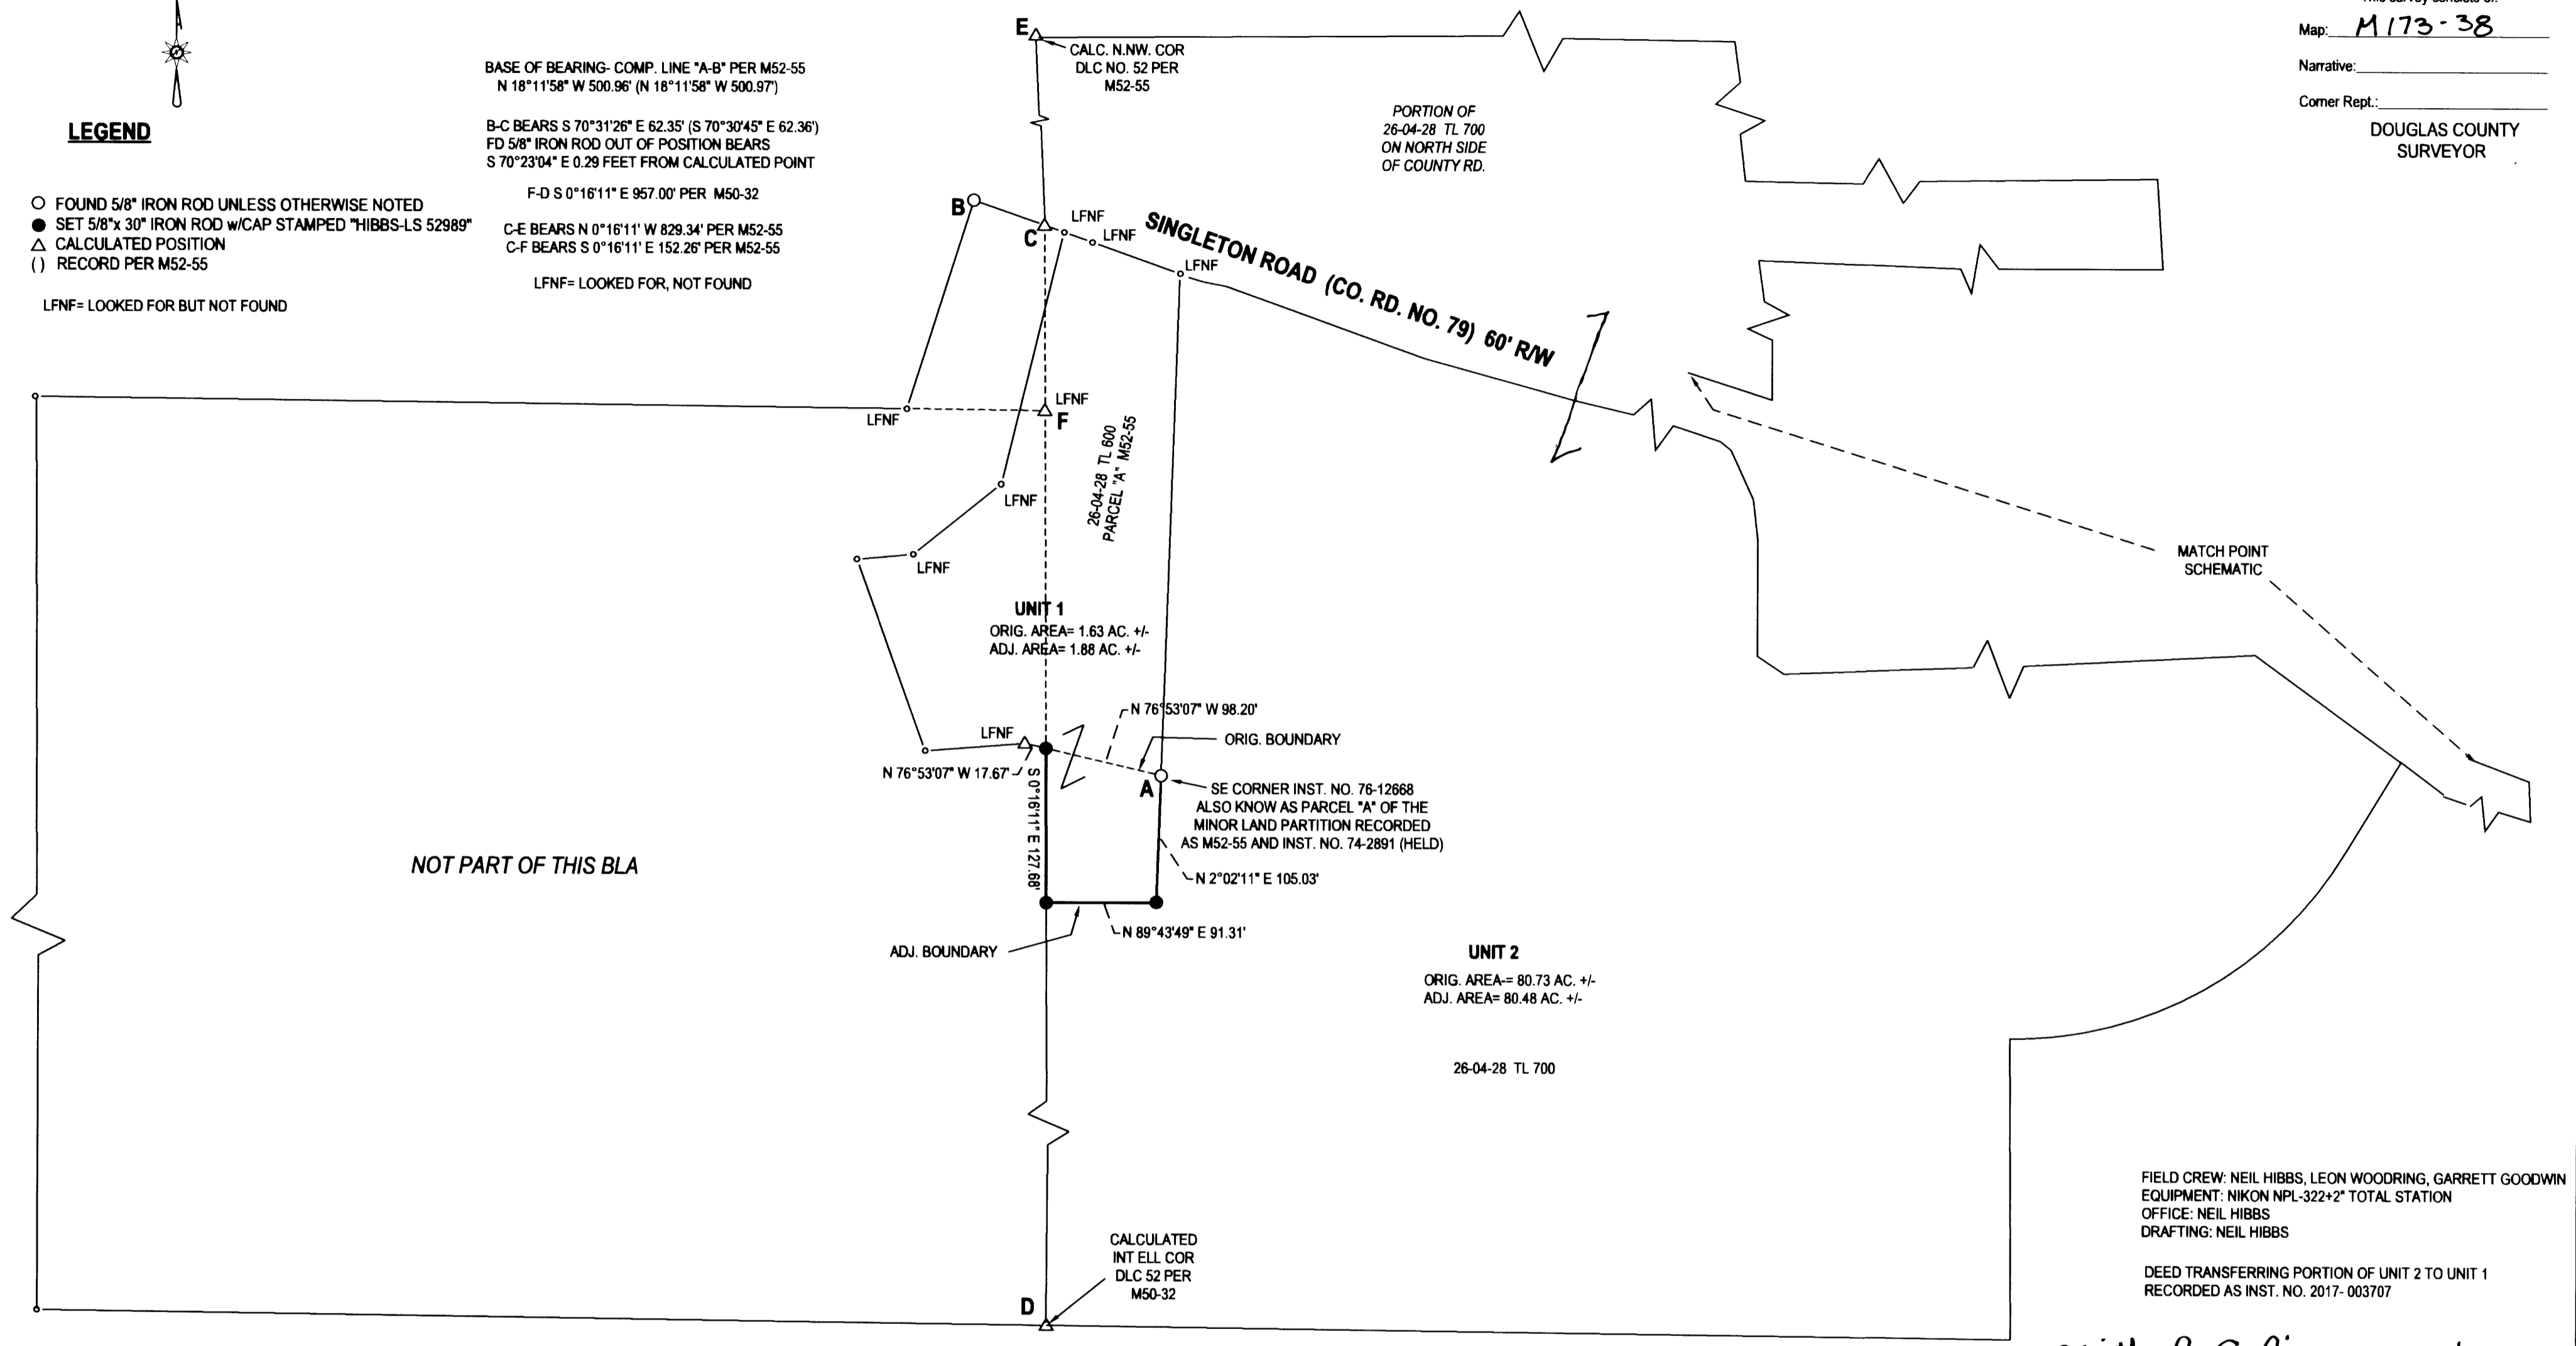 This survey consists of:
Map: M173-38
Narrative:
Corner Rept.:
DOUGLAS COUNTY
SURVEYOR
LEGEND
○ FOUND 5/8" IRON ROD UNLESS OTHERWISE NOTED
● SET 5/8"x 30" IRON ROD w/CAP STAMPED "HIBBS-LS 52989"
△ CALCULATED POSITION
( ) RECORD PER M52-55
LFNF= LOOKED FOR BUT NOT FOUND
BASE OF BEARING- COMP. LINE "A-B" PER M52-55
N 18°11'58" W 500.96' (N 18°11'58" W 500.97')
B-C BEARS S 70°31'26" E 62.35' (S 70°30'45" E 62.36')
FD 5/8" IRON ROD OUT OF POSITION BEARS
S 70°23'04" E 0.29 FEET FROM CALCULATED POINT
F-D S 0°16'11" E 957.00' PER M50-32
C-E BEARS N 0°16'11' W 829.34' PER M52-55
C-F BEARS S 0°16'11' E 152.26' PER M52-55
LFNF= LOOKED FOR, NOT FOUND
E
CALC. N.NW. COR
DLC NO. 52 PER
M52-55
PORTION OF
26-04-28 TL 700
ON NORTH SIDE
OF COUNTY RD.
B
C
LFNF
LFNF
LFNF
SINGLETON ROAD (CO. RD. NO. 79) 60' R/W
LFNF
LFNF
F
26-04-28 TL 600
PARCEL "A" M52-55
LFNF
LFNF
MATCH POINT
SCHEMATIC
UNIT 1
ORIG. AREA= 1.63 AC. +/-
ADJ. AREA= 1.88 AC. +/-
N 76°53'07" W 98.20'
LFNF
ORIG. BOUNDARY
N 76°53'07" W 17.67'
S 0°16'11" E 127.68'
A
SE CORNER INST. NO. 76-12668
ALSO KNOW AS PARCEL "A" OF THE
MINOR LAND PARTITION RECORDED
AS M52-55 AND INST. NO. 74-2891 (HELD)
N 2°02'11" E 105.03'
NOT PART OF THIS BLA
N 89°43'49" E 91.31'
ADJ. BOUNDARY
UNIT 2
ORIG. AREA-= 80.73 AC. +/-
ADJ. AREA= 80.48 AC. +/-
26-04-28 TL 700
CALCULATED
INT ELL COR
DLC 52 PER
M50-32
D
FIELD CREW: NEIL HIBBS, LEON WOODRING, GARRETT GOODWIN
EQUIPMENT: NIKON NPL-322+2" TOTAL STATION
OFFICE: NEIL HIBBS
DRAFTING: NEIL HIBBS
DEED TRANSFERRING PORTION OF UNIT 2 TO UNIT 1
RECORDED AS INST. NO. 2017- 003707